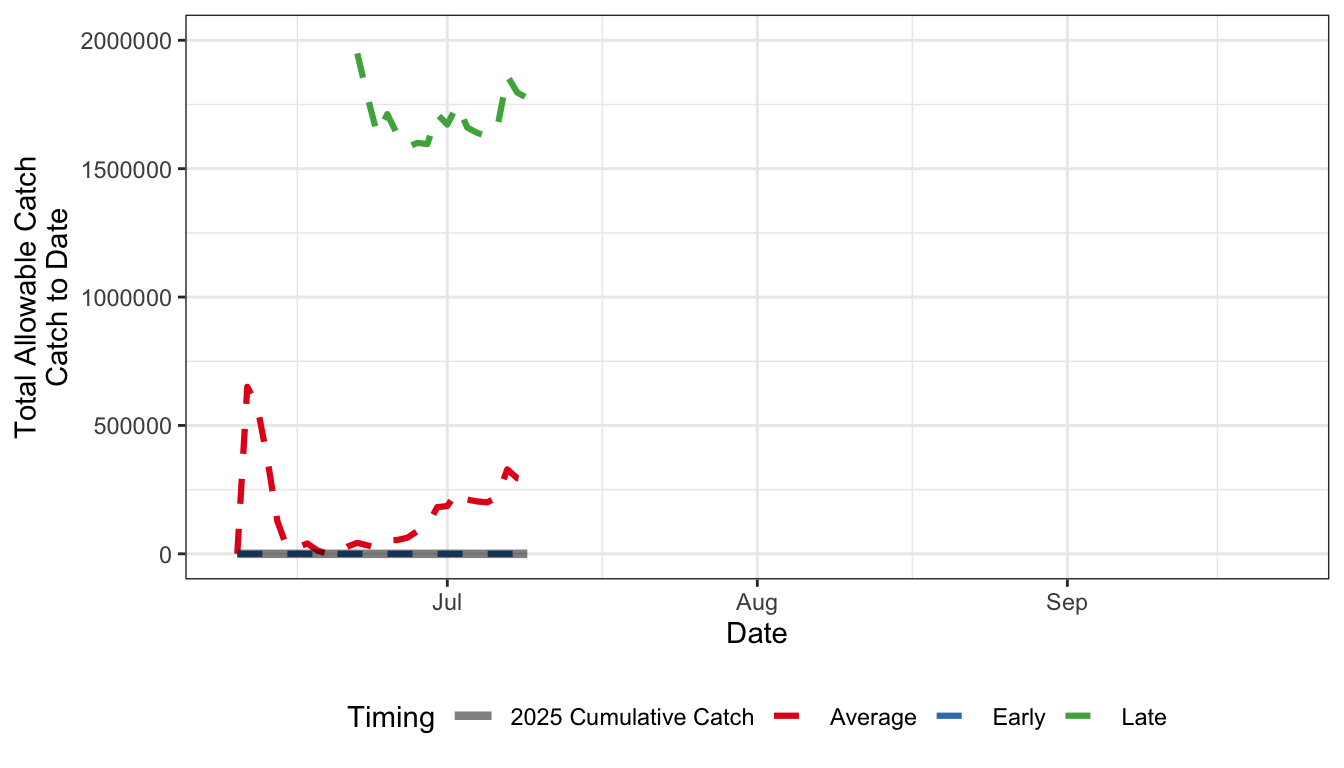 Total Allowable Catch
Catch to Date
2000000
1500000
1000000
500000
0
Jul Aug Sep
Date
Timing 2025 Cumulative Catch Average Early Late